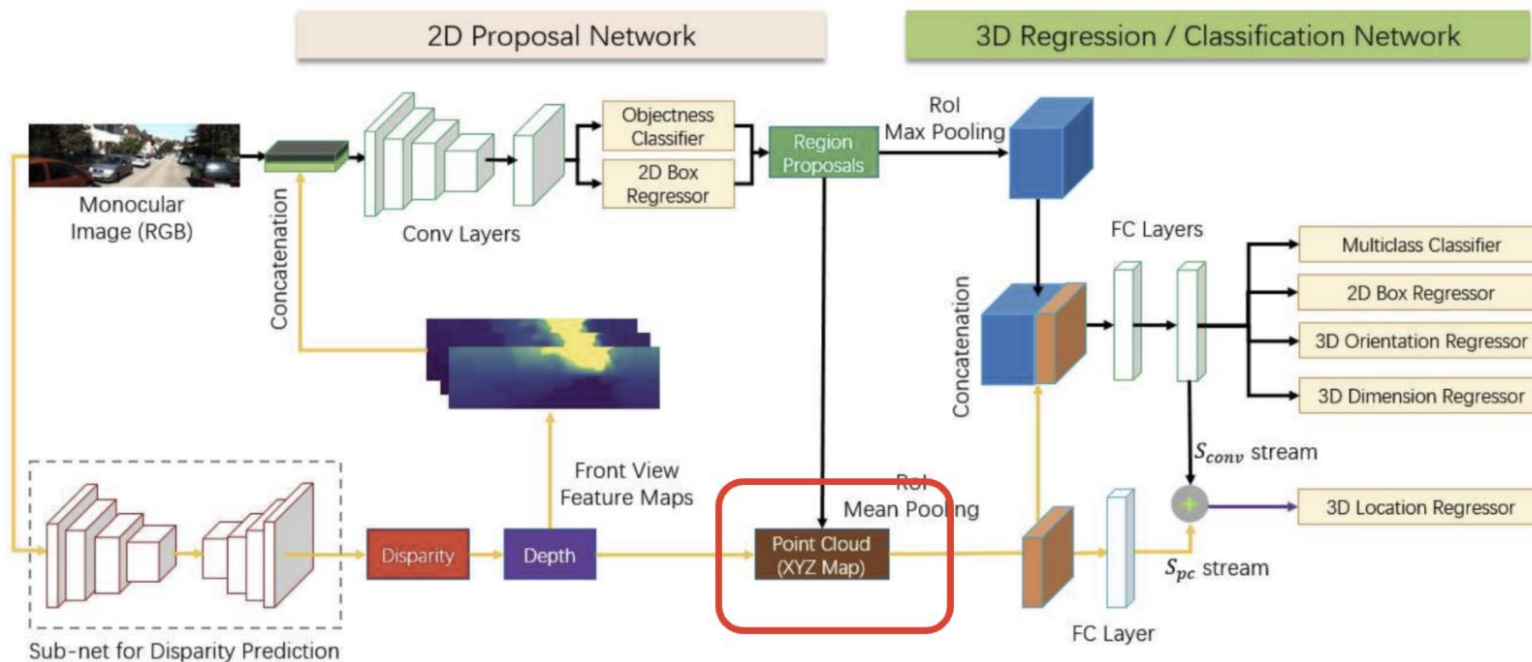 2D Proposal Network
3D Regression / Classification Network
Monocular
Image (RGB)
Concatenation
Conv Layers
Objectness
Classifier
2D Box
Regressor
Region
Proposals
RoI
Max Pooling
Concatenation
FC Layers
Multiclass Classifier
2D Box Regressor
3D Orientation Regressor
3D Dimension Regressor
Front View
Feature Maps
Sub-net for Disparity Prediction
Disparity
Depth
RoI
Mean Pooling
Point Cloud
(XYZ Map)
FC Layer
S_conv stream
S_pc stream
3D Location Regressor